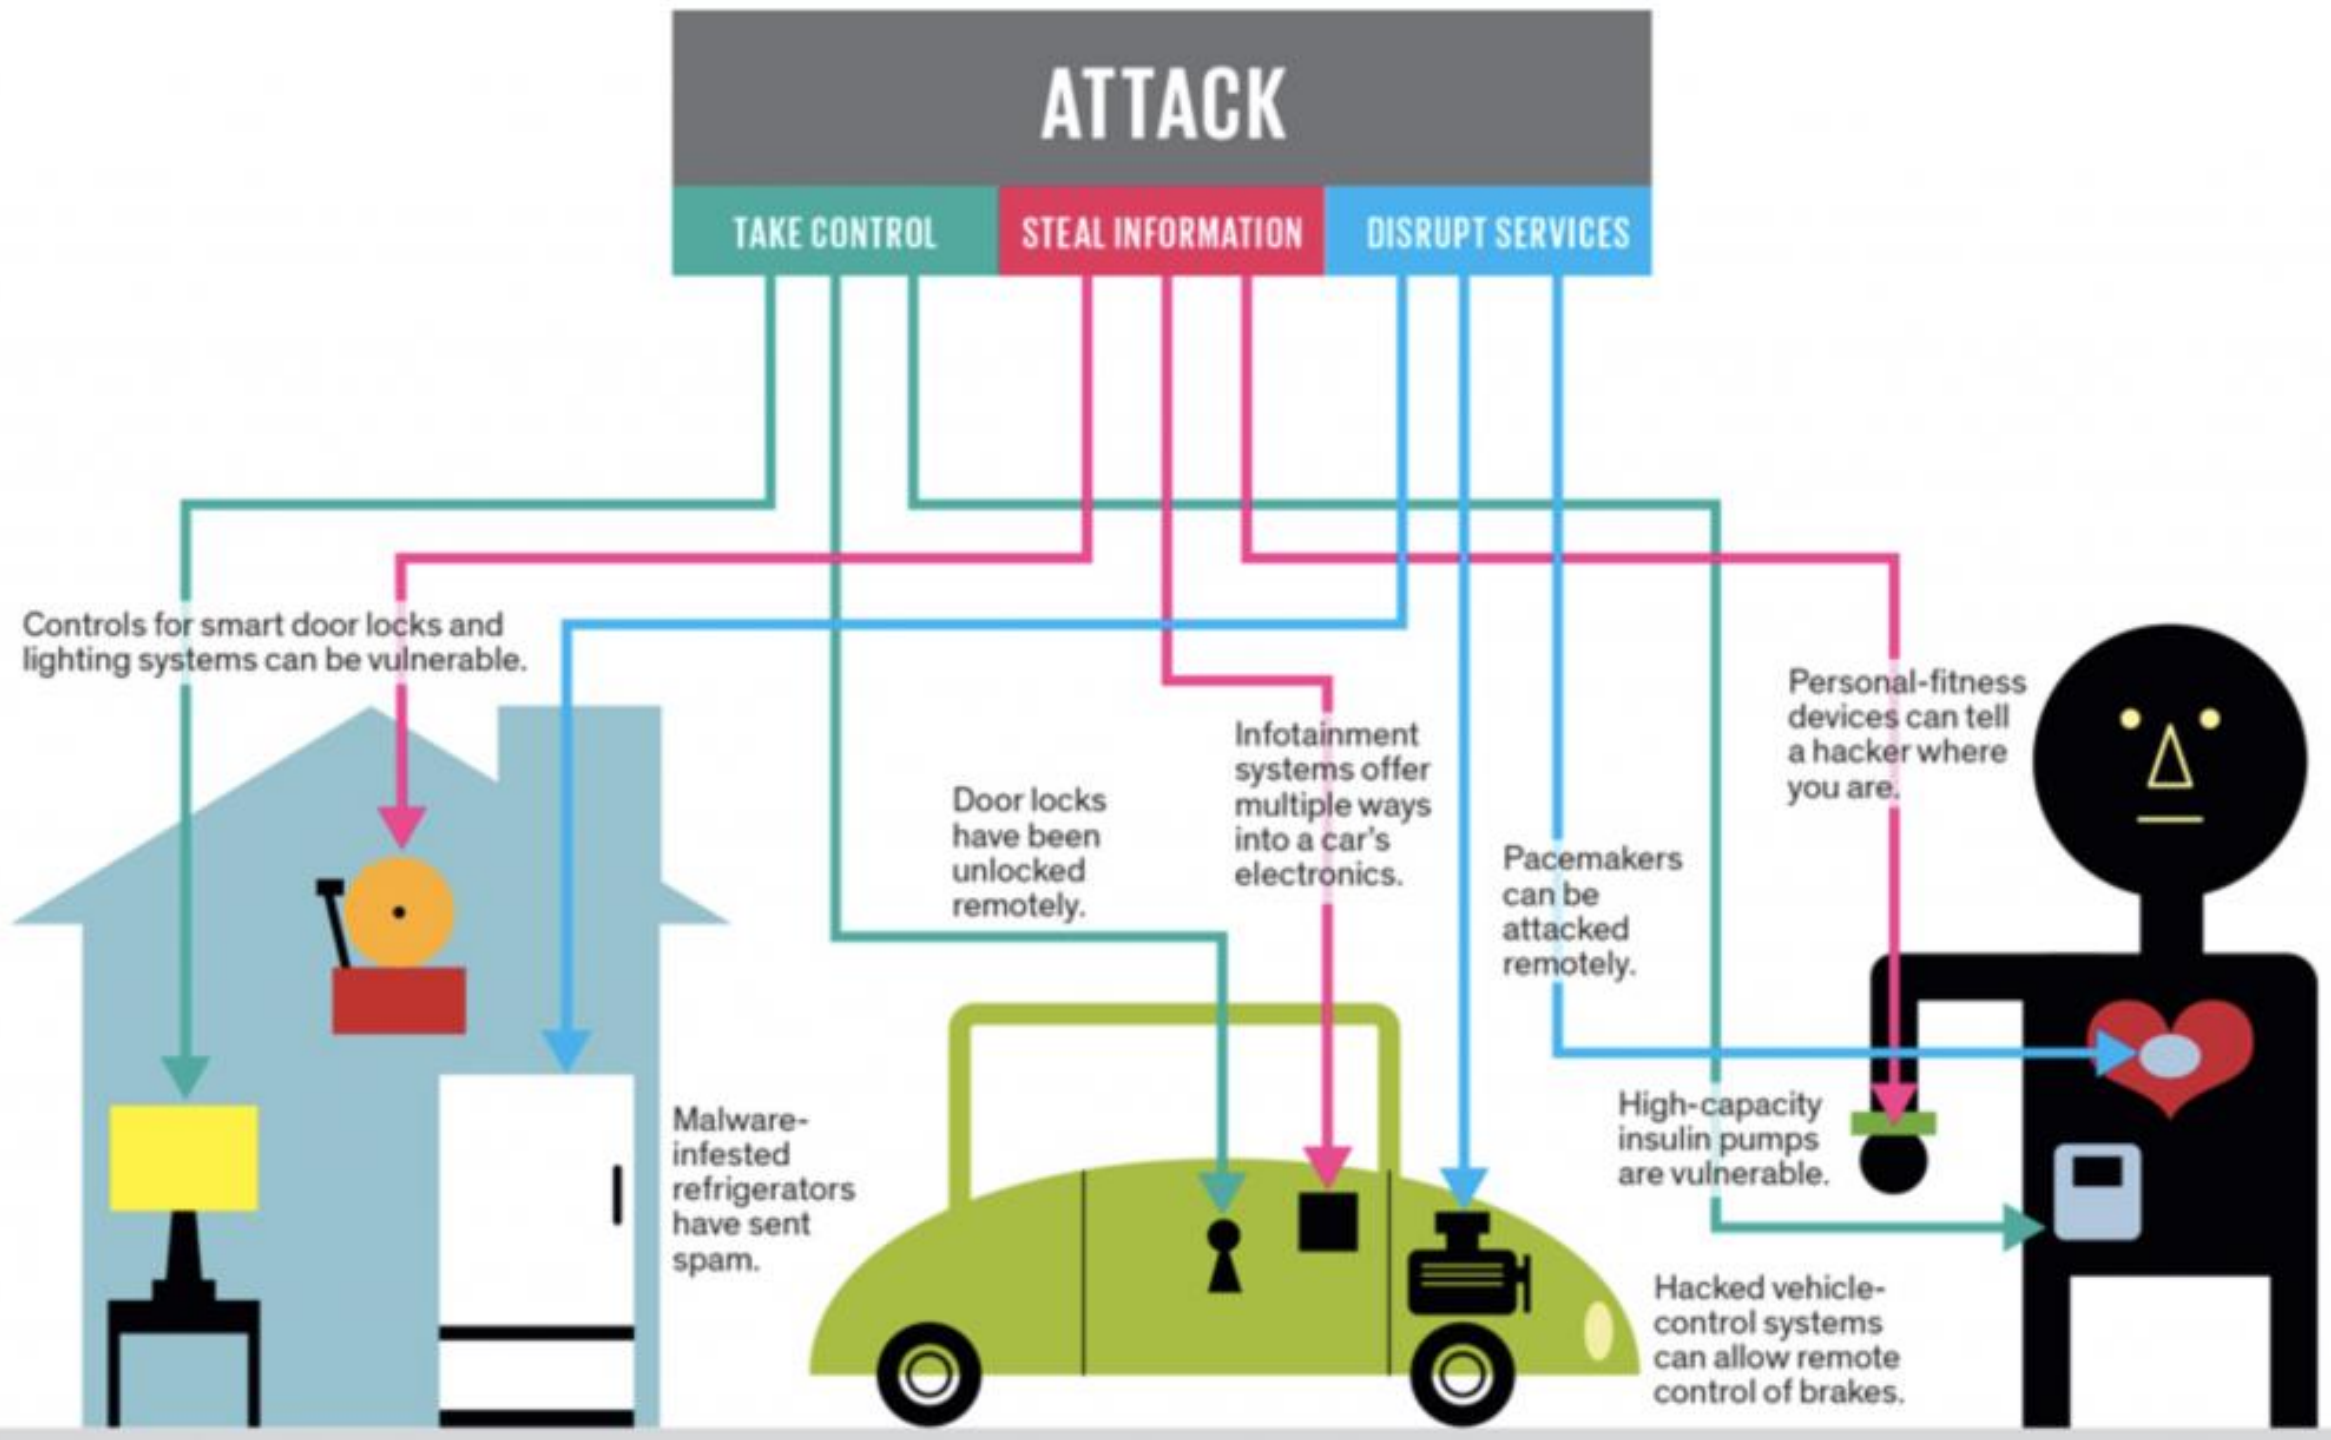 ATTACK
TAKE CONTROL
STEAL INFORMATION
DISRUPT SERVICES
Controls for smart door locks and
lighting systems can be vulnerable.
Malware-
infested
refrigerators
have sent
spam.
Door locks
have been
unlocked
remotely.
Infotainment
systems offer
multiple ways
into a car's
electronics.
Pacemakers
can be
attacked
remotely.
Personal-fitness
devices can tell
a hacker where
you are.
High-capacity
insulin pumps
are vulnerable.
Hacked vehicle-
control systems
can allow remote
control of brakes.